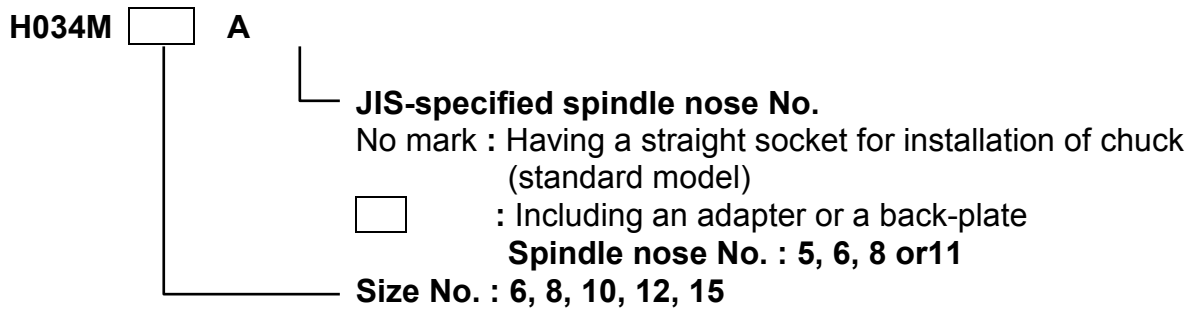 H034M A
JIS-specified spindle nose No.
No mark : Having a straight socket for installation of chuck
(standard model)
: Including an adapter or a back-plate
Spindle nose No. : 5, 6, 8 or11
Size No. : 6, 8, 10, 12, 15